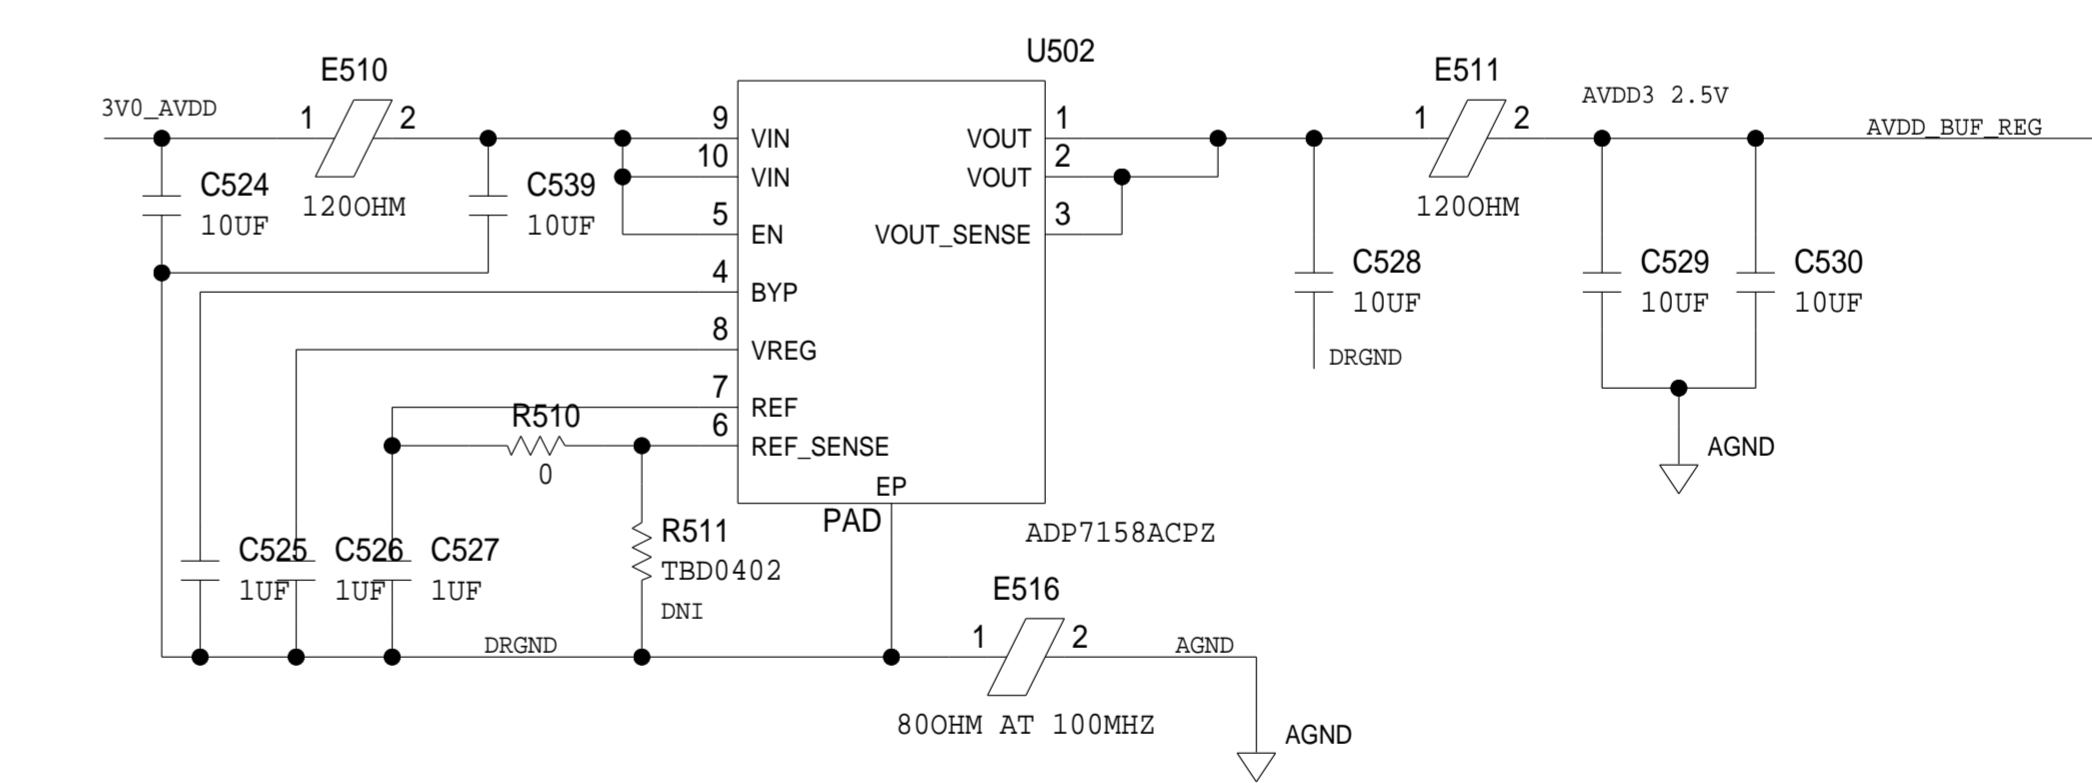 U502
E510
E511
3V0_AVDD
1
2
9
VIN
VOUT
1
1
2
AVDD3 2.5V
AVDD_BUF_REG
10
VIN
VOUT
2
C524
10UF
120OHM
C539
10UF
5
EN
VOUT_SENSE
3
120OHM
4
BYP
C528
10UF
C529
10UF
C530
10UF
8
VREG
DRGND
7
REF
R510
0
6
REF_SENSE
AGND
EP
PAD
ADP7158ACPZ
C525
1UF
C526
1UF
C527
1UF
R511
TBD0402
DNI
E516
DRGND
1
2
AGND
80OHM AT 100MHZ
AGND